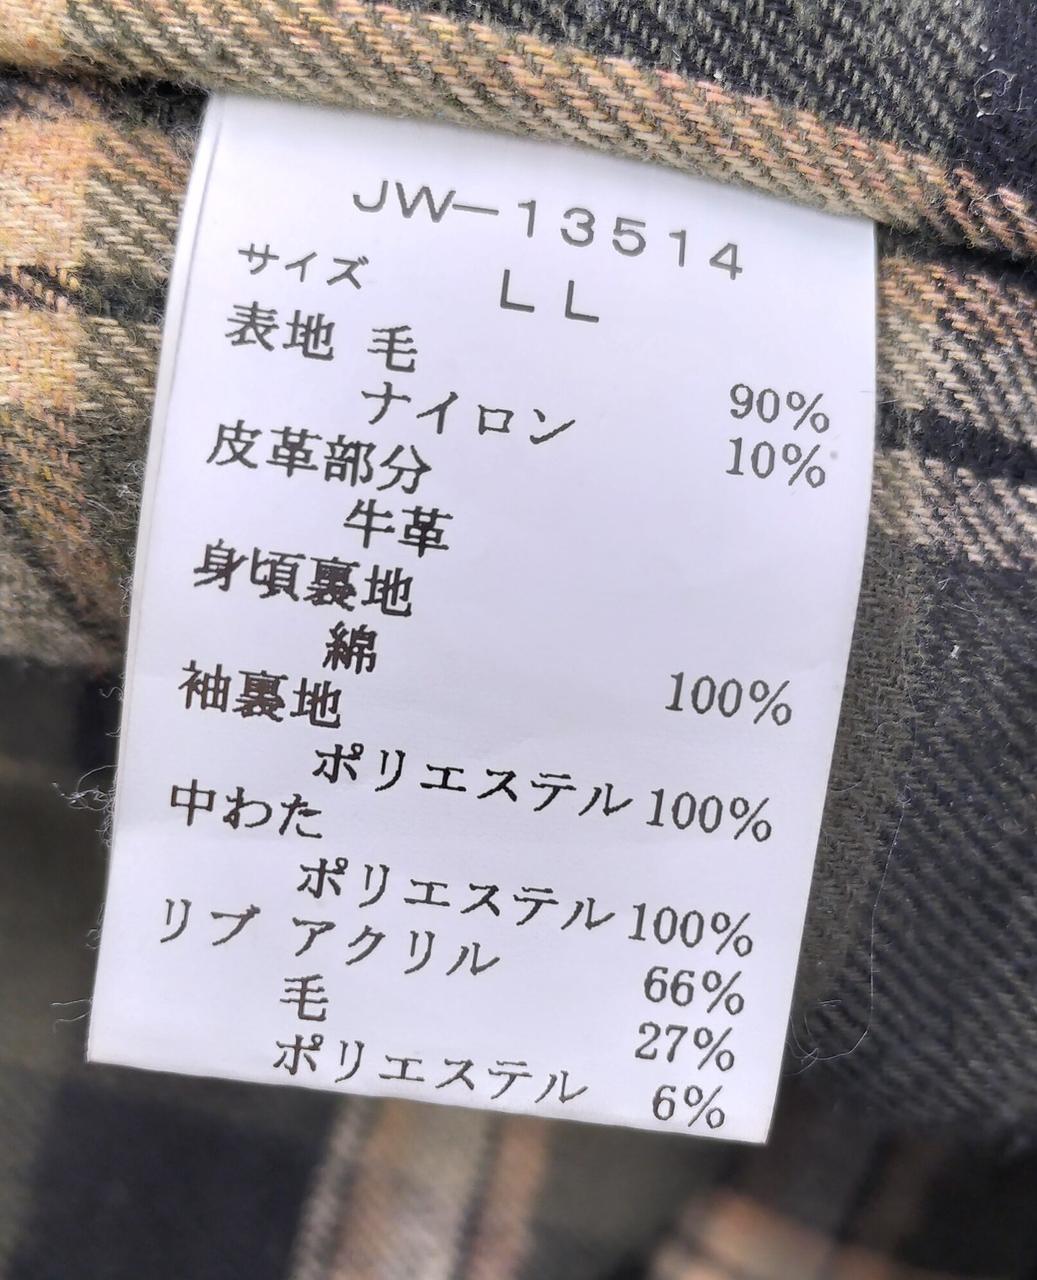 JW-13514
サイズ LL
表地 毛 90%
ナイロン 10%
皮革部分
牛革
身頃裏地
綿 100%
袖裏地
ポリエステル 100%
中わた
ポリエステル 100%
リブ アクリル 66%
毛 27%
ポリエステル 6%